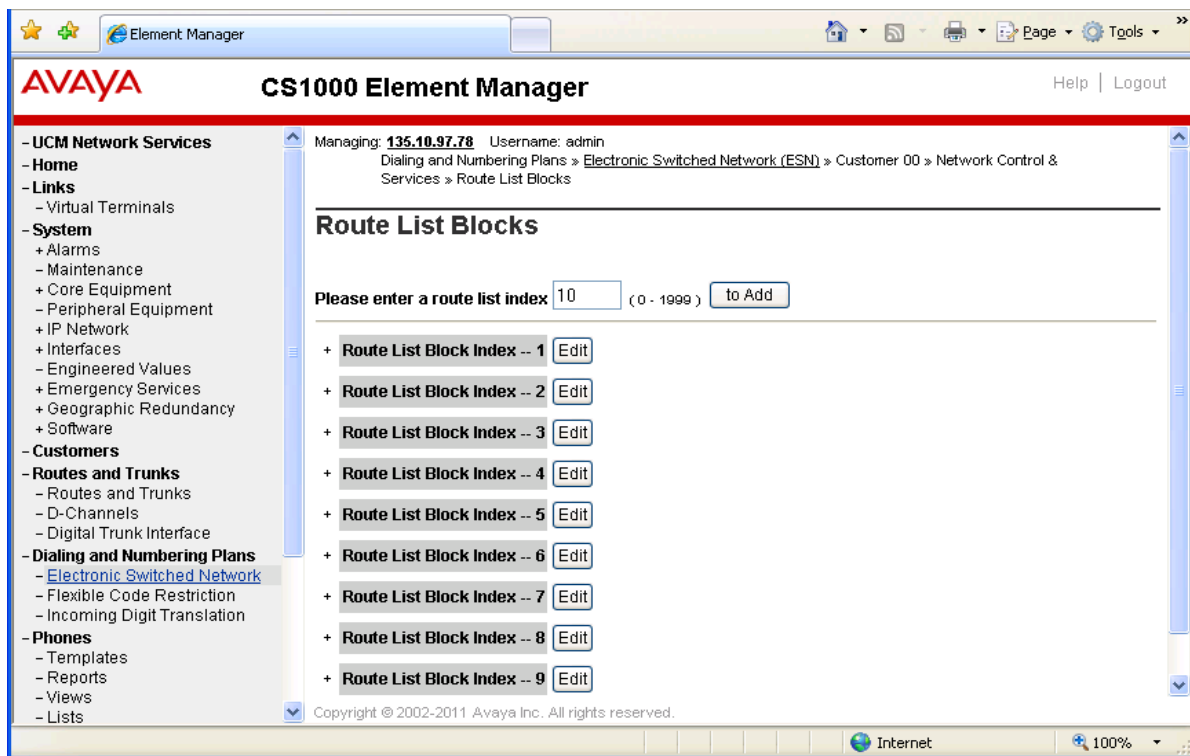 Element Manager
Page
Tools
»
AVAYA
CS1000 Element Manager
Help | Logout
- UCM Network Services
- Home
- Links
- Virtual Terminals
- System
+ Alarms
- Maintenance
+ Core Equipment
- Peripheral Equipment
+ IP Network
+ Interfaces
- Engineered Values
+ Emergency Services
+ Geographic Redundancy
+ Software
- Customers
- Routes and Trunks
- Routes and Trunks
- D-Channels
- Digital Trunk Interface
- Dialing and Numbering Plans
- Electronic Switched Network
- Flexible Code Restriction
- Incoming Digit Translation
- Phones
- Templates
- Reports
- Views
- Lists
Managing: 135.10.97.78 Username: admin
Dialing and Numbering Plans » Electronic Switched Network (ESN) » Customer 00 » Network Control &
Services » Route List Blocks
Route List Blocks
Please enter a route list index 10 ( 0 - 1999 ) to Add
+ Route List Block Index -- 1 Edit
+ Route List Block Index -- 2 Edit
+ Route List Block Index -- 3 Edit
+ Route List Block Index -- 4 Edit
+ Route List Block Index -- 5 Edit
+ Route List Block Index -- 6 Edit
+ Route List Block Index -- 7 Edit
+ Route List Block Index -- 8 Edit
+ Route List Block Index -- 9 Edit
Copyright © 2002-2011 Avaya Inc. All rights reserved.
Internet
100%